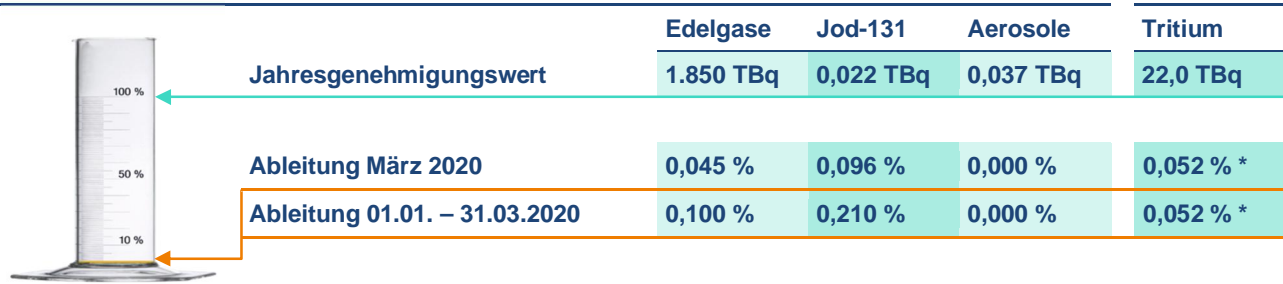 Edelgase Jod-131 Aerosole Tritium
Jahresgenehmigungswert 1.850 TBq 0,022 TBq 0,037 TBq 22,0 TBq
100 %
Ableitung März 2020 0,045 % 0,096 % 0,000 % 0,052 % *
50 %
Ableitung 01.01. – 31.03.2020 0,100 % 0,210 % 0,000 % 0,052 % *
10 %